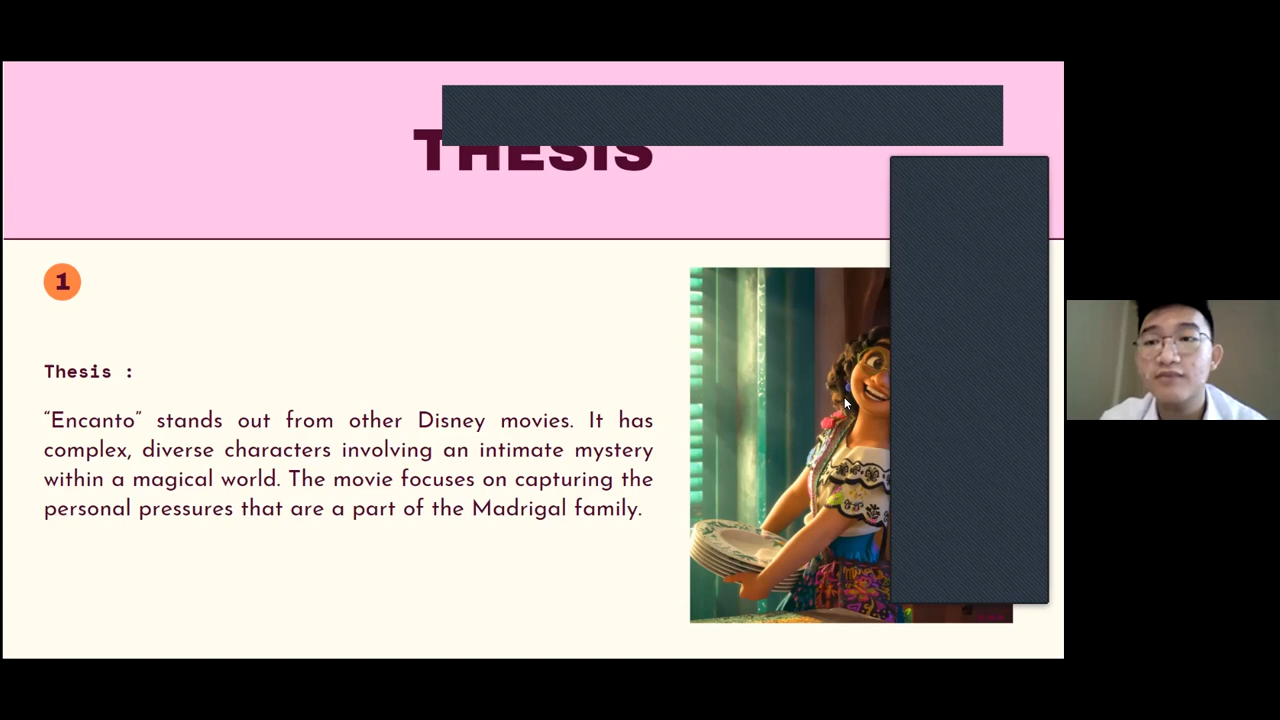 THESIS
1
Thesis :
“Encanto” stands out from other Disney movies. It has
complex, diverse characters involving an intimate mystery
within a magical world. The movie focuses on capturing the
personal pressures that are a part of the Madrigal family.